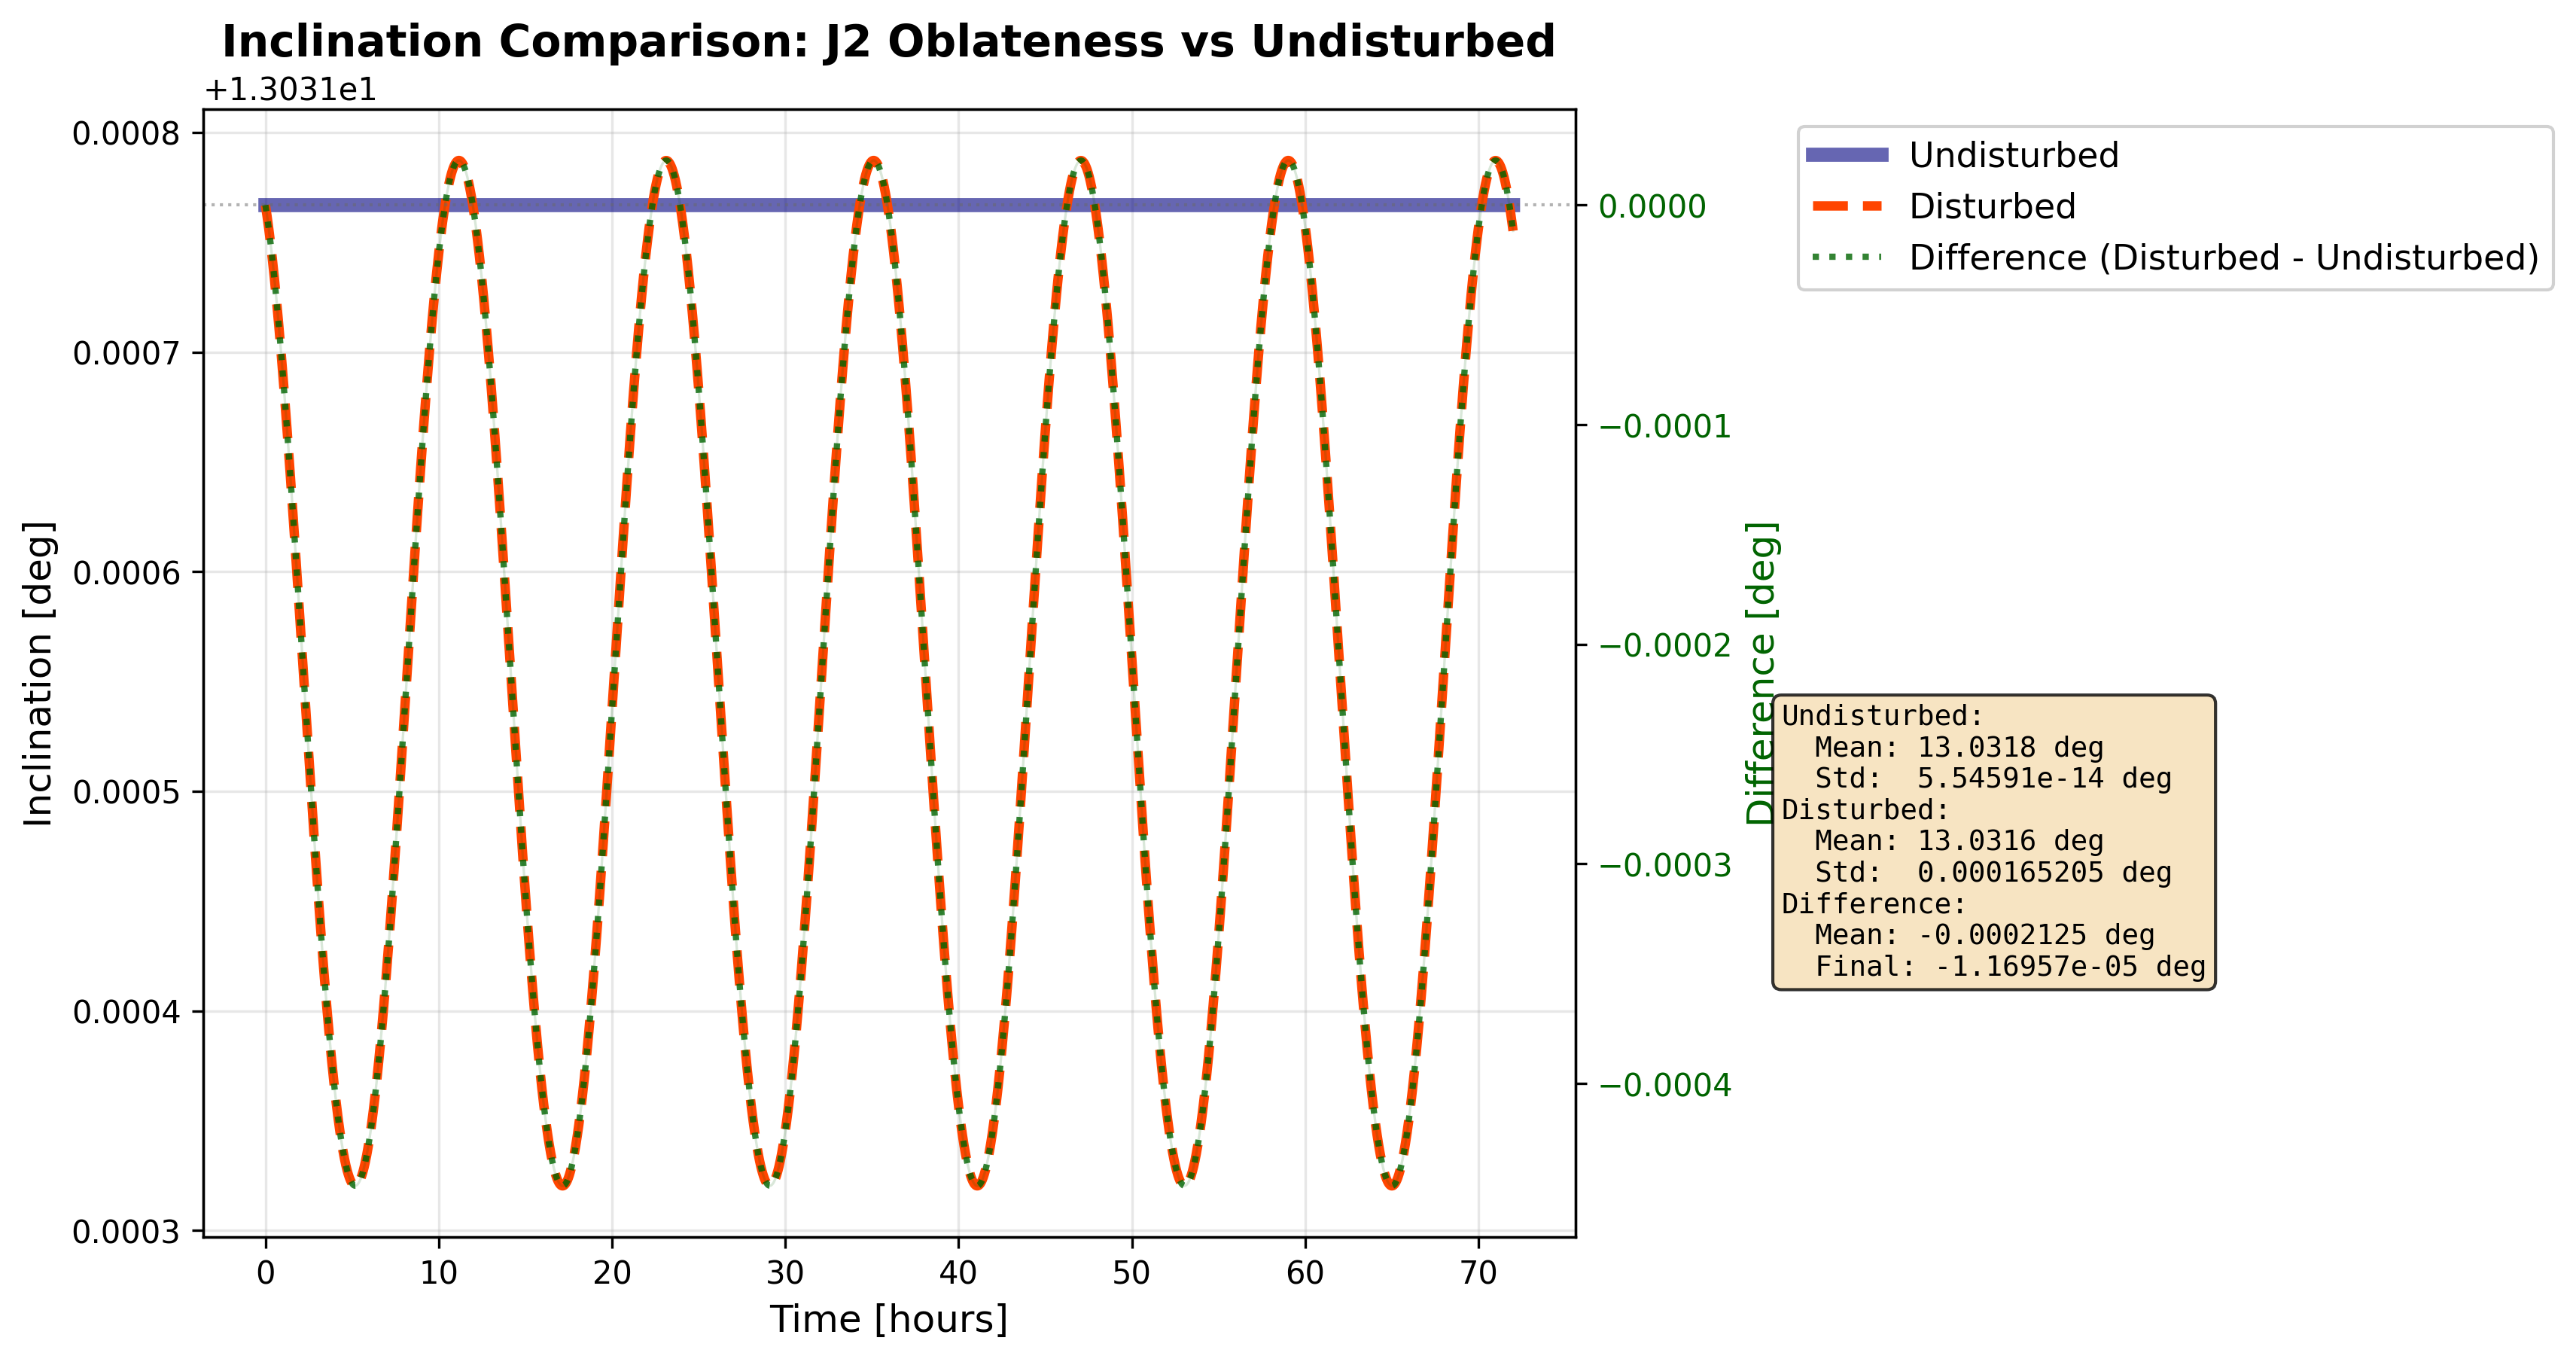 Inclination Comparison: J2 Oblateness vs Undisturbed
+1.3031e1
0.0008
0.0007
0.0006
0.0005
0.0004
0.0003
Inclination [deg]
0 10 20 30 40 50 60 70
Time [hours]
0.0000
−0.0001
−0.0002
−0.0003
−0.0004
Difference [deg]
Undisturbed
Disturbed
Difference (Disturbed - Undisturbed)
Undisturbed:
Mean: 13.0318 deg
Std: 5.54591e-14 deg
Disturbed:
Mean: 13.0316 deg
Std: 0.000165205 deg
Difference:
Mean: -0.0002125 deg
Final: -1.16957e-05 deg